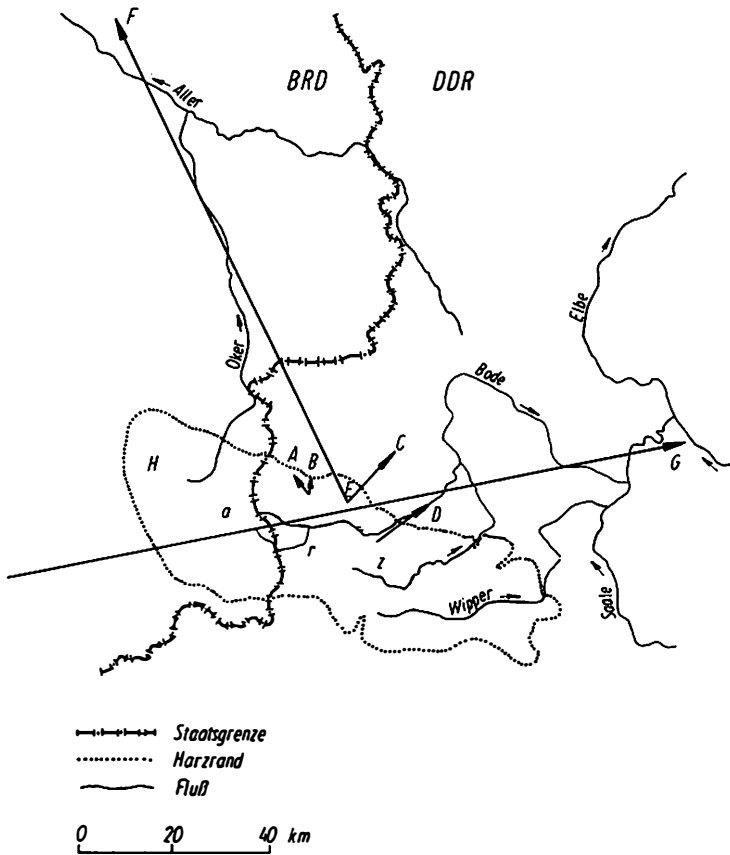 F
BRD DDR
Aller
Oker
Elbe
Bode
H
A
B
C
E
G
a
D
r
z
Wipper
Saale
Staatsgrenze
Harzrand
Fluß
0 20 40 km